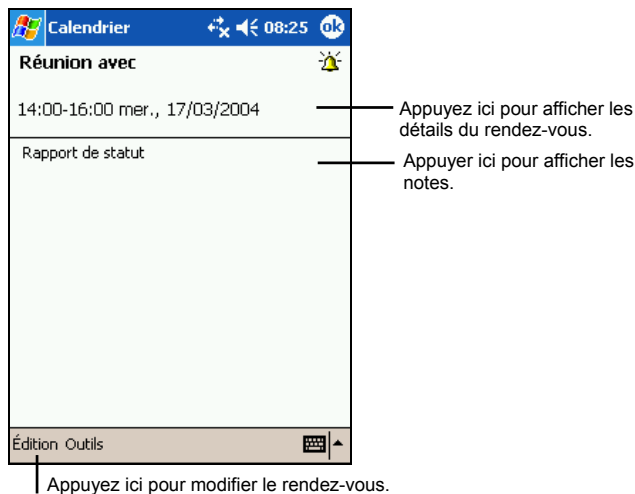 Calendrier 08:25 ok
Réunion avec
14:00-16:00 mer., 17/03/2004
Appuyez ici pour afficher les
détails du rendez-vous.
Rapport de statut
Appuyer ici pour afficher les
notes.
Édition Outils
Appuyez ici pour modifier le rendez-vous.